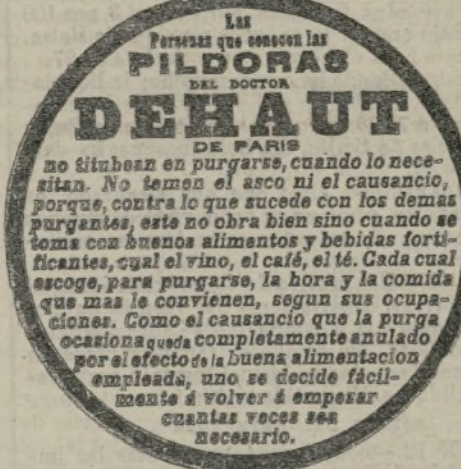 Las
Personas que conocen las
PILDORAS
DEL DOCTOR
DEHAUT
DE PARIS
no titubean en purgarse, cuando lo nece-
sitan. No temen el asco ni el causancio,
porque, contra lo que sucede con los demas
purgantes, este no obra bien sino cuando se
toma con buenos alimentos y bebidas forti-
ficantes, cual el vino, el café, el té. Cada cual
escoge, para purgarse, la hora y la comida
que mas le convienen, segun sus ocupa-
ciones. Como el causancio que la purga
ocasiona queda completamente anulado
por el efecto de la buena alimentacion
empleada, uno se decide fácil-
mente á volver á empezar
cuantas veces sea
necesario.